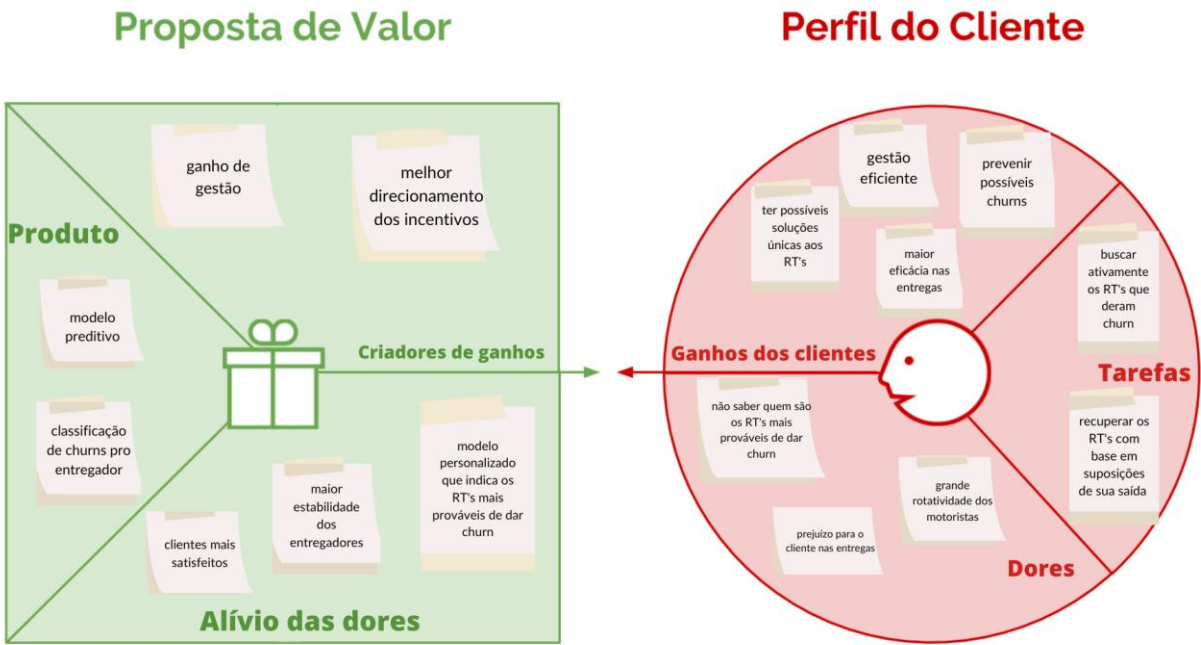 Proposta de Valor
ganho de
gestão
melhor
direcionamento
dos incentivos
Produto
modelo
preditivo
Criadores de ganhos
classificação
de churns pro
entregador
clientes mais
satisfeitos
maior
estabilidade
dos
entregadores
modelo
personalizado
que indica os
RT's mais
prováveis de dar
churn
Alívio das dores
Perfil do Cliente
ter possíveis
soluções
únicas aos
RT's
gestão
eficiente
prevenir
possíveis
churns
maior
eficácia nas
entregas
Ganhos dos clientes
buscar
ativamente
os RT's que
deram
churn
Tarefas
recuperar os
RT's com
base em
suposições
de sua saída
não saber quem são
os RT's mais
prováveis de dar
churn
grande
rotatividade dos
motoristas
prejuízo para o
cliente nas entregas
Dores